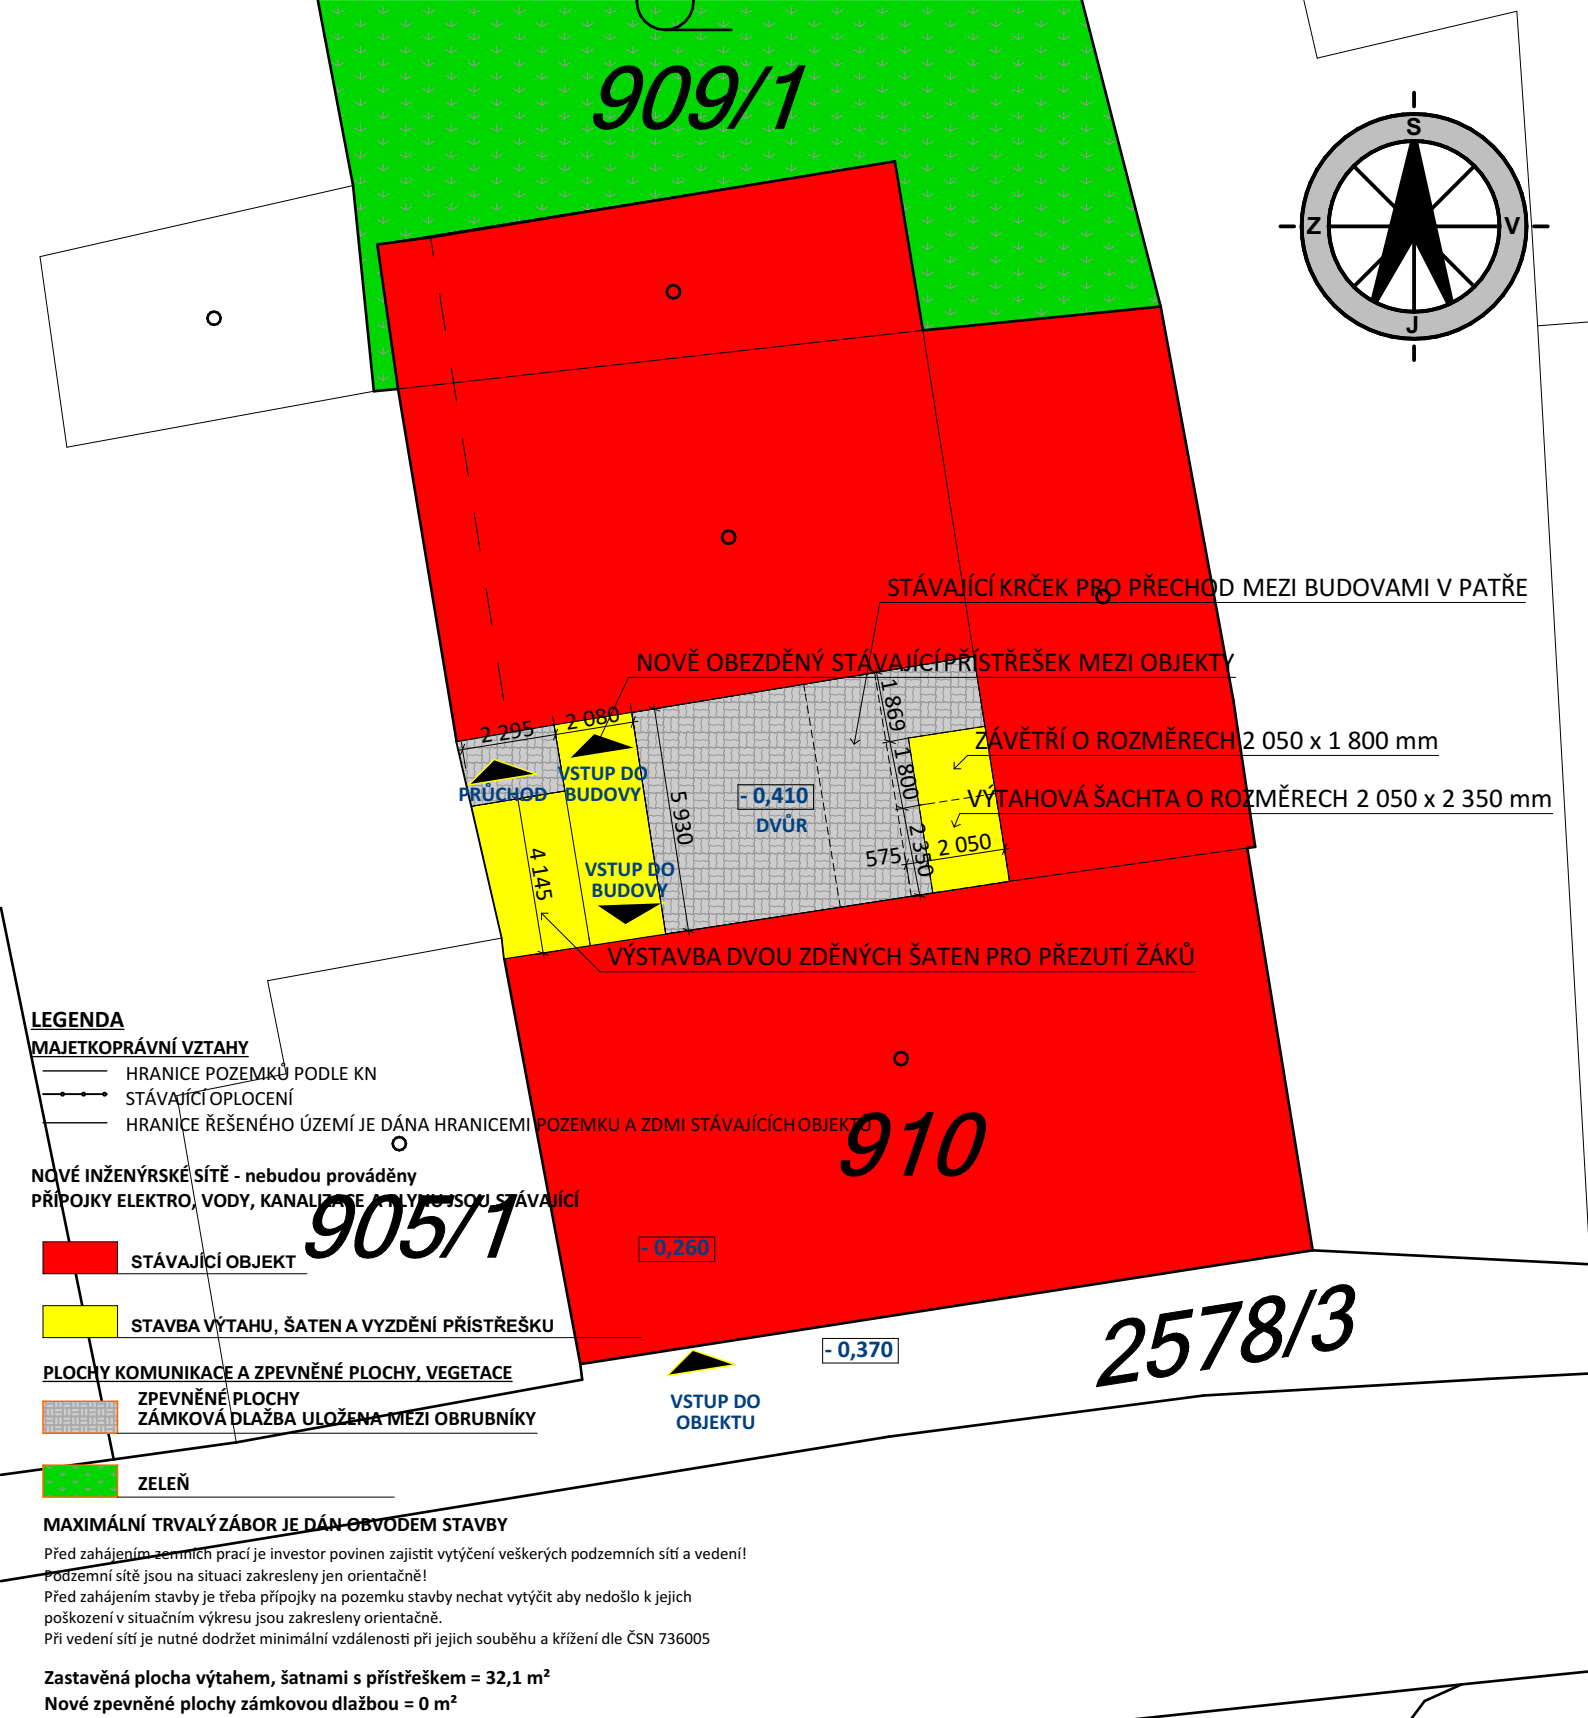 909/1
S
Z
V
J
STÁVAJÍCÍ KRČEK PRO PŘECHOD MEZI BUDOVAMI V PATŘE
NOVĚ OBEZDĚNÝ STÁVAJÍCÍ PŘÍSTŘEŠEK MEZI OBJEKTY
1 869
2 295
2 080
ZÁVĚTŘÍ O ROZMĚRECH 2 050 x 1 800 mm
VSTUP DO
BUDOVY
PRŮCHOD
1 800
- 0,410
DVŮR
5 930
VÝTAHOVÁ ŠACHTA O ROZMĚRECH 2 050 x 2 350 mm
2 350
575
2 050
4 145
VSTUP DO
BUDOVY
VÝSTAVBA DVOU ZDĚNÝCH ŠATEN PRO PŘEZUTÍ ŽÁKŮ
LEGENDA
MAJETKOPRÁVNÍ VZTAHY
HRANICE POZEMKŮ PODLE KN
STÁVAJÍCÍ OPLOCENÍ
HRANICE ŘEŠENÉHO ÚZEMÍ JE DÁNA HRANICEMI POZEMKU A ZDMI STÁVAJÍCÍCH OBJEKTŮ
910
NOVÉ INŽENÝRSKÉ SÍTĚ - nebudou prováděny
PŘÍPOJKY ELEKTRO, VODY, KANALIZACE A PLYNU JSOU STÁVAJÍCÍ
905/1
- 0,260
STÁVAJÍCÍ OBJEKT
STAVBA VÝTAHU, ŠATEN A VYZDĚNÍ PŘÍSTŘEŠKU
2578/3
- 0,370
PLOCHY KOMUNIKACE A ZPEVNĚNÉ PLOCHY, VEGETACE
ZPEVNĚNÉ PLOCHY
ZÁMKOVÁ DLAŽBA ULOŽENA MEZI OBRUBNÍKY
VSTUP DO
OBJEKTU
ZELEŇ
MAXIMÁLNÍ TRVALÝ ZÁBOR JE DÁN OBVODEM STAVBY
Před zahájením zemních prací je investor povinen zajistit vytýčení veškerých podzemních sítí a vedení!
Podzemní sítě jsou na situaci zakresleny jen orientačně!
Před zahájením stavby je třeba přípojky na pozemku stavby nechat vytýčit aby nedošlo k jejich
poškození v situačním výkresu jsou zakresleny orientačně.
Při vedení sítí je nutné dodržet minimální vzdálenosti při jejich souběhu a křížení dle ČSN 736005
Zastavěná plocha výtahem, šatnami s přístřeškem = 32,1 m²
Nové zpevněné plochy zámkovou dlažbou = 0 m²